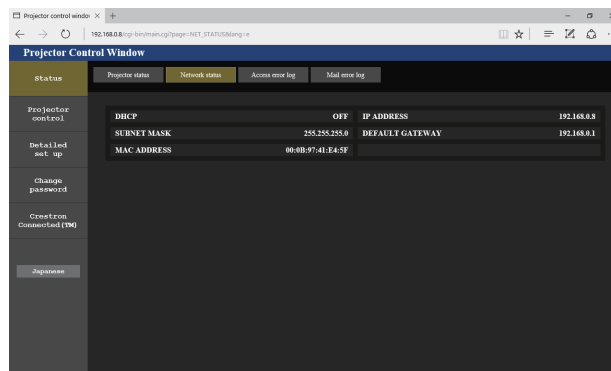 Projector control windov
192.168.0.8/cgi-bin/main.cgi?page=NET_STATUS&lang=e
Projector Control Window
Status
Projector status
Network status
Access error log
Mail error log
Projector control
DHCP OFF
IP ADDRESS 192.168.0.8
SUBNET MASK 255.255.255.0
DEFAULT GATEWAY 192.168.0.1
MAC ADDRESS 00:0B:97:41:E4:5F
Detailed
set up
Change
password
Crestron
Connected(TM)
Japanese